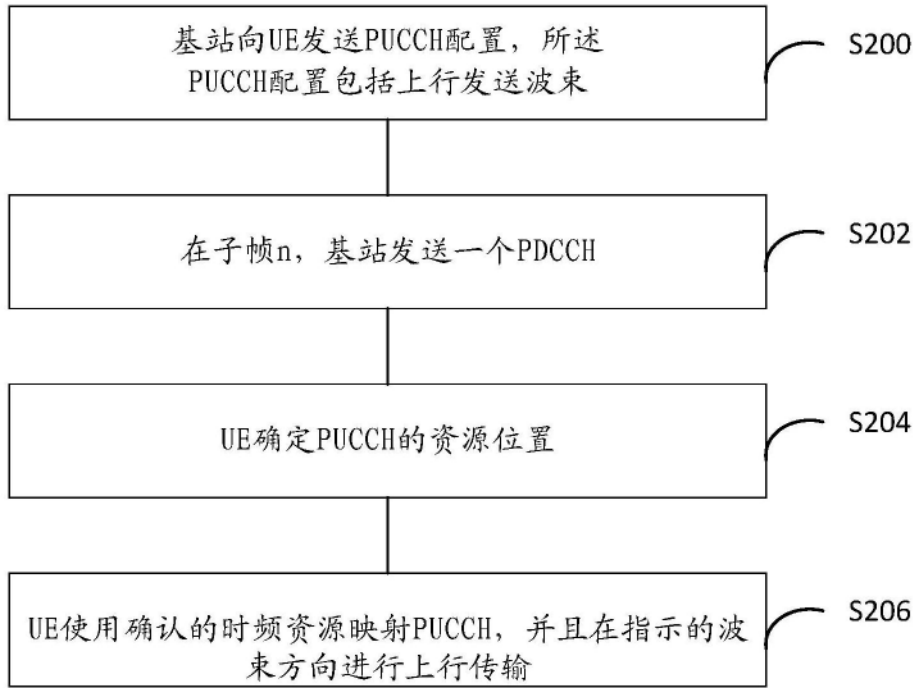 基站向UE发送PUCCH配置，所述
PUCCH配置包括上行发送波束
S200
在子帧n，基站发送一个PDCCH
S202
UE确定PUCCH的资源位置
S204
UE使用确认的时频资源映射PUCCH，并且在指示的波
束方向进行上行传输
S206